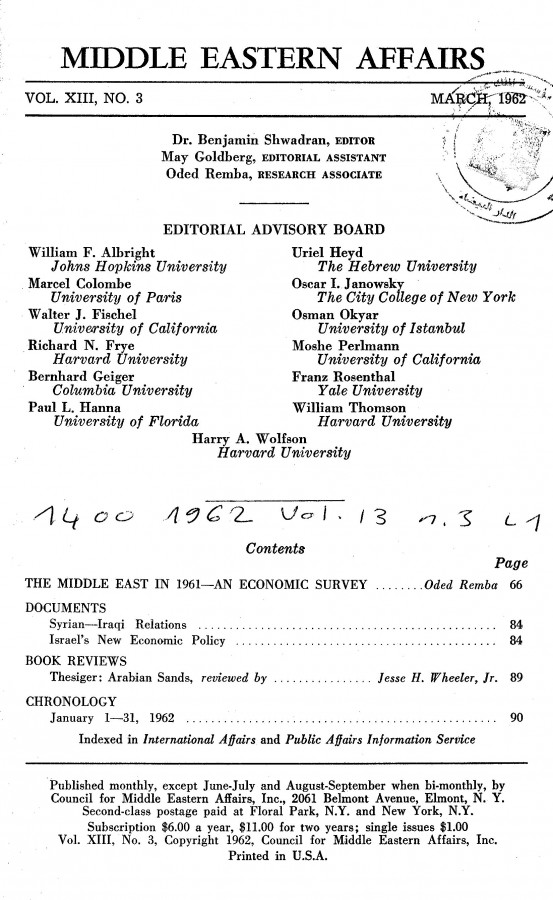 MIDDLE EASTERN AFFAIRS
VOL. XIII, NO. 3 MARCH, 1962
Dr. Benjamin Shwadran, EDITOR
May Goldberg, EDITORIAL ASSISTANT
Oded Remba, RESEARCH ASSOCIATE
EDITORIAL ADVISORY BOARD
William F. Albright
Johns Hopkins University
Marcel Colombe
University of Paris
Walter J. Fischel
University of California
Richard N. Frye
Harvard University
Bernhard Geiger
Columbia University
Paul L. Hanna
University of Florida
Uriel Heyd
The Hebrew University
Oscar I. Janowsky
The City College of New York
Osman Okyar
University of Istanbul
Moshe Perlmann
University of California
Franz Rosenthal
Yale University
William Thomson
Harvard University
Harry A. Wolfson
Harvard University
1400 1962 Vol. 13 n. 3 L1
Contents
Page
THE MIDDLE EAST IN 1961—AN ECONOMIC SURVEY ........ Oded Remba 66
DOCUMENTS
Syrian—Iraqi Relations ................................................ 84
Israel's New Economic Policy .......................................... 84
BOOK REVIEWS
Thesiger: Arabian Sands, reviewed by ................ Jesse H. Wheeler, Jr. 89
CHRONOLOGY
January 1—31, 1962 .................................................. 90
Indexed in International Affairs and Public Affairs Information Service
Published monthly, except June-July and August-September when bi-monthly, by
Council for Middle Eastern Affairs, Inc., 2061 Belmont Avenue, Elmont, N. Y.
Second-class postage paid at Floral Park, N.Y. and New York, N.Y.
Subscription $6.00 a year, $11.00 for two years; single issues $1.00
Vol. XIII, No. 3, Copyright 1962, Council for Middle Eastern Affairs, Inc.
Printed in U.S.A.